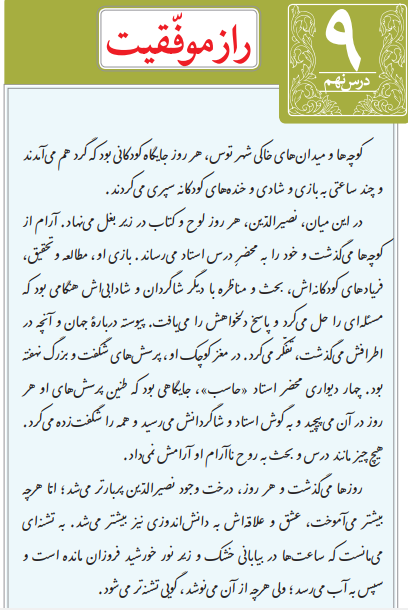 ۹
درس نهم
راز موفّقیت
کوچه‌ها و میدان‌های خاکی شهر توس، هر روز جایگاه کودکانی بود که گرد هم می‌آمدند
و چند ساعتی به بازی و شادی و خنده‌های کودکانه سپری می‌کردند.
در این میان، نصیرالدّین، هر روز لوح و کتاب در زیر بغل می‌نهاد. آرام از
کوچه‌ها می‌گذشت و خود را به محضرِ درس استاد می‌رساند. بازی او، مطالعه و تحقیق،
فریادهای کودکانه‌اش، بحث و مناظره با دیگر شاگردان و شادابی‌اش هنگامی بود که
مسئله‌ای را حل می‌کرد و پاسخ دلخواهش را می‌یافت. پیوسته دربارهٔ جهان و آنچه در
اطرافش می‌گذشت، تفکّر می‌کرد. در مغز کوچک او، پرسش‌های شگفت و بزرگ نهفته
بود. چهار دیواری محضر استاد «حاسب»، جایگاهی بود که طنین پرسش‌های او هر
روز در آن می‌پیچید و به گوش استاد و شاگردانش می‌رسید و همه را شگفت‌زده می‌کرد.
هیچ چیز مانند درس و بحث به روح ناآرام او آرامش نمی‌داد.
روزها می‌گذشت و هر روز، درخت وجود نصیرالدین پربارتر می‌شد؛ امّا هرچه
بیشتر می‌آموخت، عشق و علاقه‌اش به دانش‌اندوزی نیز بیشتر می‌شد. به تشنه‌ای
می‌مانست که ساعت‌ها در بیابانی خشک و زیر نور خورشید فروزان مانده است و
سپس به آب می‌رسد؛ ولی هرچه از آن می‌نوشد، گویی تشنه‌تر می‌شود.